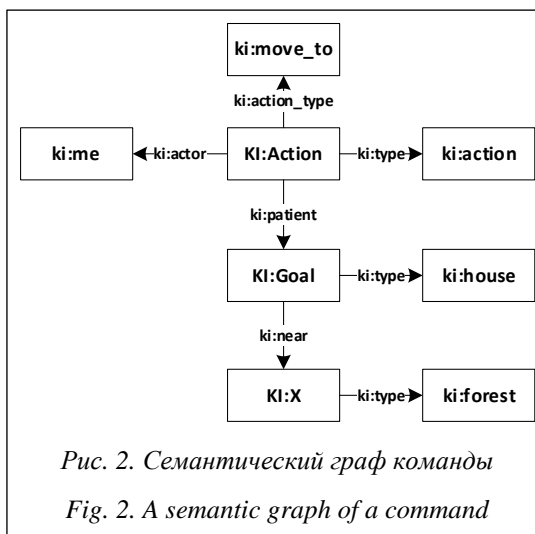 ki:move_to
ki:action_type
ki:me
ki:actor
KI:Action
ki:type
ki:action
ki:patient
KI:Goal
ki:type
ki:house
ki:near
KI:X
ki:type
ki:forest
Рис. 2. Семантический граф команды
Fig. 2. A semantic graph of a command